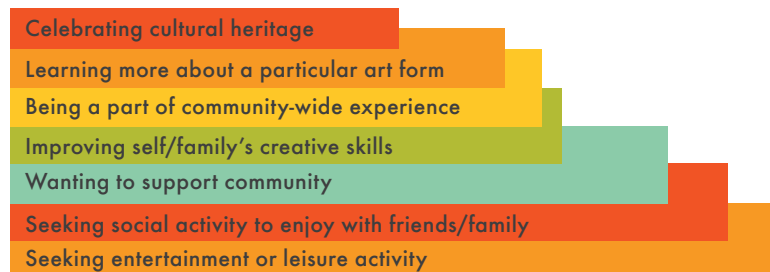 Celebrating cultural heritage
Learning more about a particular art form
Being a part of community-wide experience
Improving self/family's creative skills
Wanting to support community
Seeking social activity to enjoy with friends/family
Seeking entertainment or leisure activity